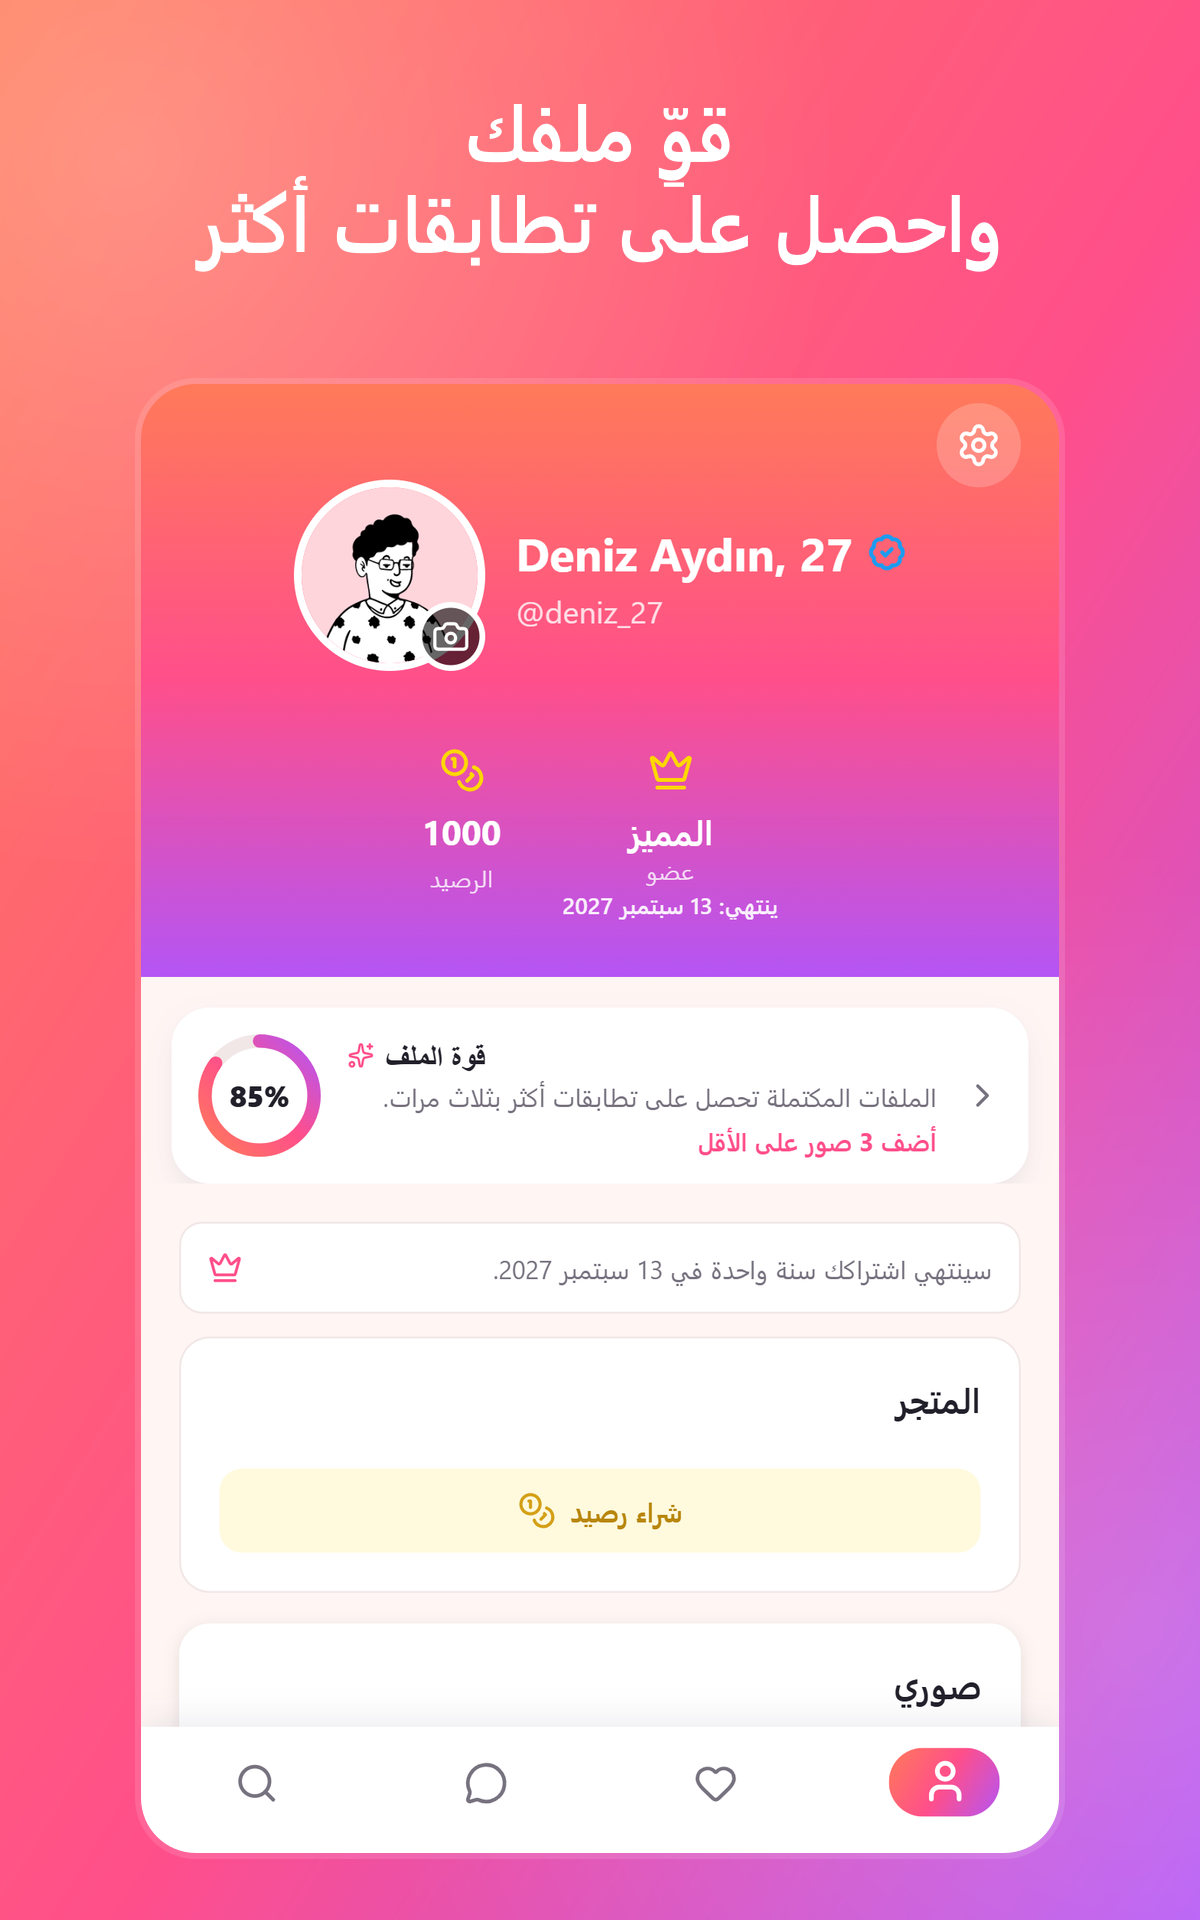 قوِّ ملفك
واحصل على تطابقات أكثر
Deniz Aydın, 27
@deniz_27
المميز
عضو
ينتهي: 13 سبتمبر 2027
1000
الرصيد
قوة الملف
الملفات المكتملة تحصل على تطابقات أكثر بثلاث مرات.
أضف 3 صور على الأقل
85%
سينتهي اشتراكك سنة واحدة في 13 سبتمبر 2027.
المتجر
شراء رصيد
صوري